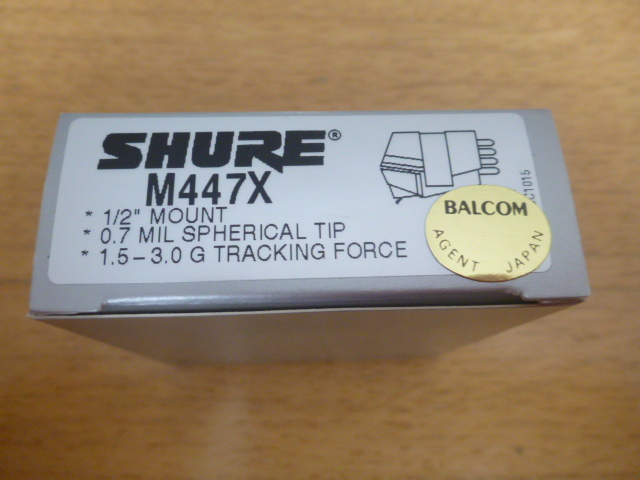 SHURE®
M447X
* 1/2" MOUNT
* 0.7 MIL SPHERICAL TIP
* 1.5–3.0 G TRACKING FORCE
BALCOM
AGENT JAPAN